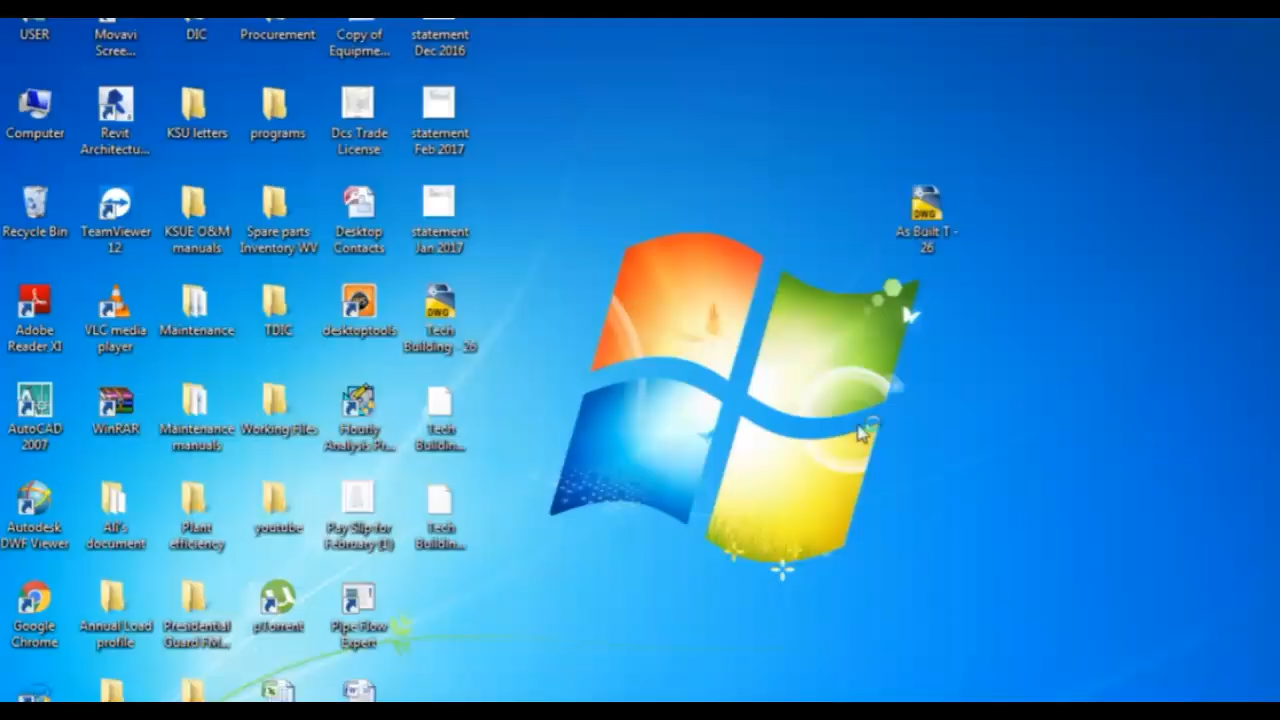 USER
Movavi
Scree...
DIC
Procurement
Copy of
Equipme...
statement
Dec 2016
Computer
Revit
Architectu...
KSU letters
programs
Dcs Trade
License
statement
Feb 2017
Recycle Bin
TeamViewer
12
KSUE O&M
manuals
Spare parts
Inventory WV
Desktop
Contacts
statement
Jan 2017
DWG
As Built T -
26
Adobe
Reader XI
VLC media
player
Maintenance
TDIC
desktoptools
DWG
Tech
Building - 26
AutoCAD
2007
WinRAR
Maintenance
manuals
Working Files
Hourly
Analysis Pr...
Tech
Buildin...
Autodesk
DWF Viewer
Ali's
document
Plant
efficiency
youtube
Pay Slip for
February (1)
Tech
Buildin...
Google
Chrome
Annual Load
profile
Presidential
Guard FM...
µTorrent
Pipe Flow
Expert